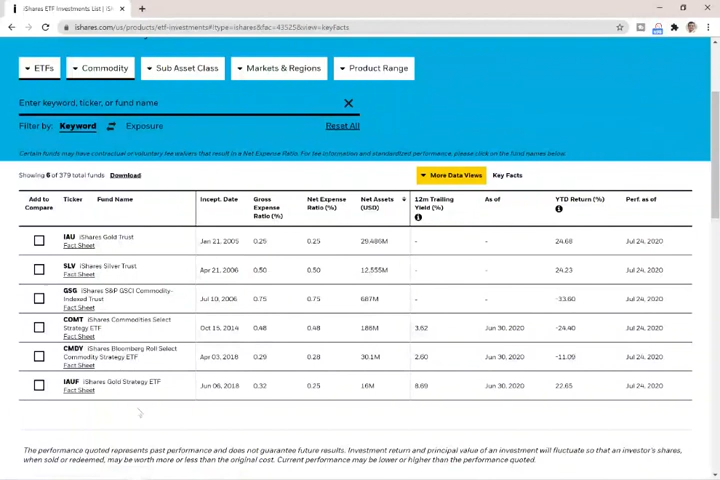 iShares ETF Investments List | iS
ishares.com/us/products/etf-investments#!type=ishares&fac=43525&view=keyFacts
ETFs
Commodity
Sub Asset Class
Markets & Regions
Product Range
Enter keyword, ticker, or fund name
Filter by: Keyword Exposure Reset All
Certain funds may have contractual or voluntary fee waivers that result in a Net Expense Ratio. For fee information and standardized performance, please click on the fund names below.
Showing 6 of 379 total funds Download More Data Views Key Facts
Add to Compare Ticker Fund Name Incept. Date Gross Expense Ratio (%) Net Expense Ratio (%) Net Assets (USD) 12m Trailing Yield (%) As of YTD Return (%) Perf. as of
IAU iShares Gold Trust Jan 21, 2005 0.25 0.25 29.486M - - 24.68 Jul 24, 2020
Fact Sheet
SLV iShares Silver Trust Apr 21, 2006 0.50 0.50 12.555M - - 24.23 Jul 24, 2020
Fact Sheet
GSG iShares S&P GSCI Commodity-
Indexed Trust Jul 10, 2006 0.75 0.75 687M - - -33.60 Jul 24, 2020
Fact Sheet
COMT iShares Commodities Select
Strategy ETF Oct 15, 2014 0.48 0.48 186M 3.62 Jun 30, 2020 -24.40 Jul 24, 2020
Fact Sheet
CMDY iShares Bloomberg Roll Select
Commodity Strategy ETF Apr 03, 2018 0.29 0.28 30.1M 2.60 Jun 30, 2020 -11.09 Jul 24, 2020
Fact Sheet
IAUF iShares Gold Strategy ETF Jun 06, 2018 0.32 0.25 16M 8.69 Jun 30, 2020 22.65 Jul 24, 2020
Fact Sheet
The performance quoted represents past performance and does not guarantee future results. Investment return and principal value of an investment will fluctuate so that an investor's shares,
when sold or redeemed, may be worth more or less than the original cost. Current performance may be lower or higher than the performance quoted.